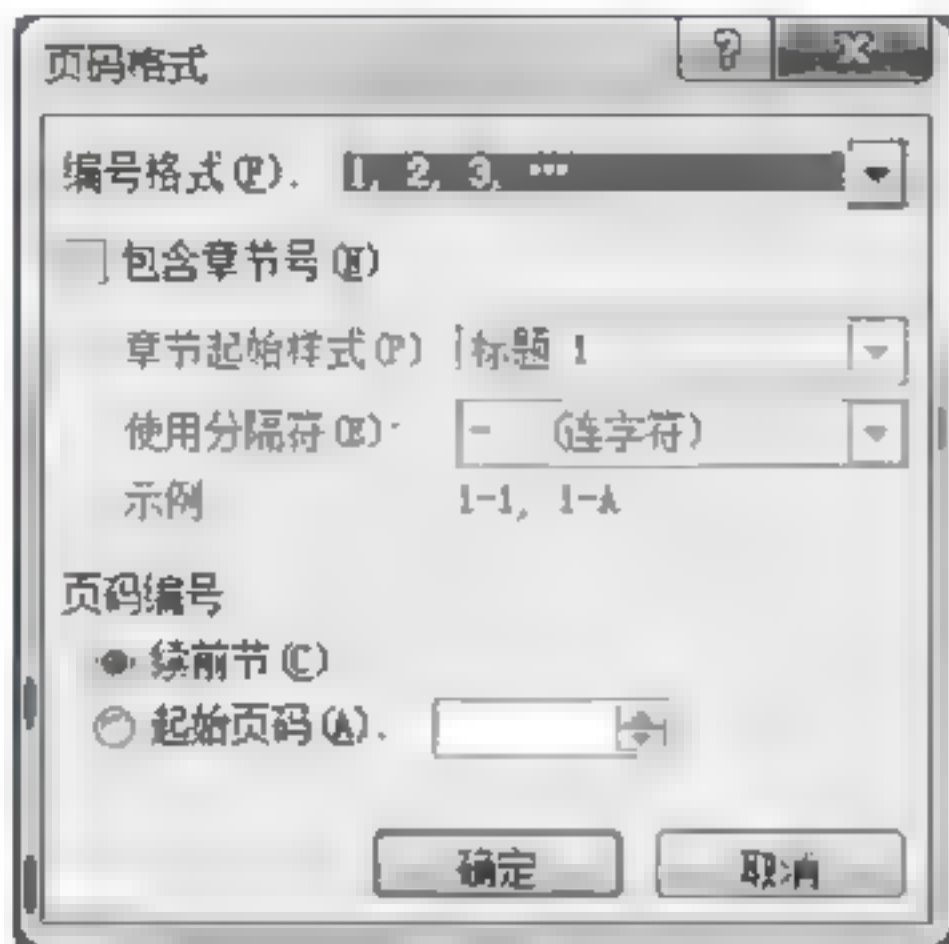 页码格式
编号格式(F). 1, 2, 3, …
包含章节号(N)
章节起始样式(P) 标题 1
使用分隔符(E): - (连字符)
示例 1-1, 1-A
页码编号
续前节(C)
起始页码(A).
确定 取消